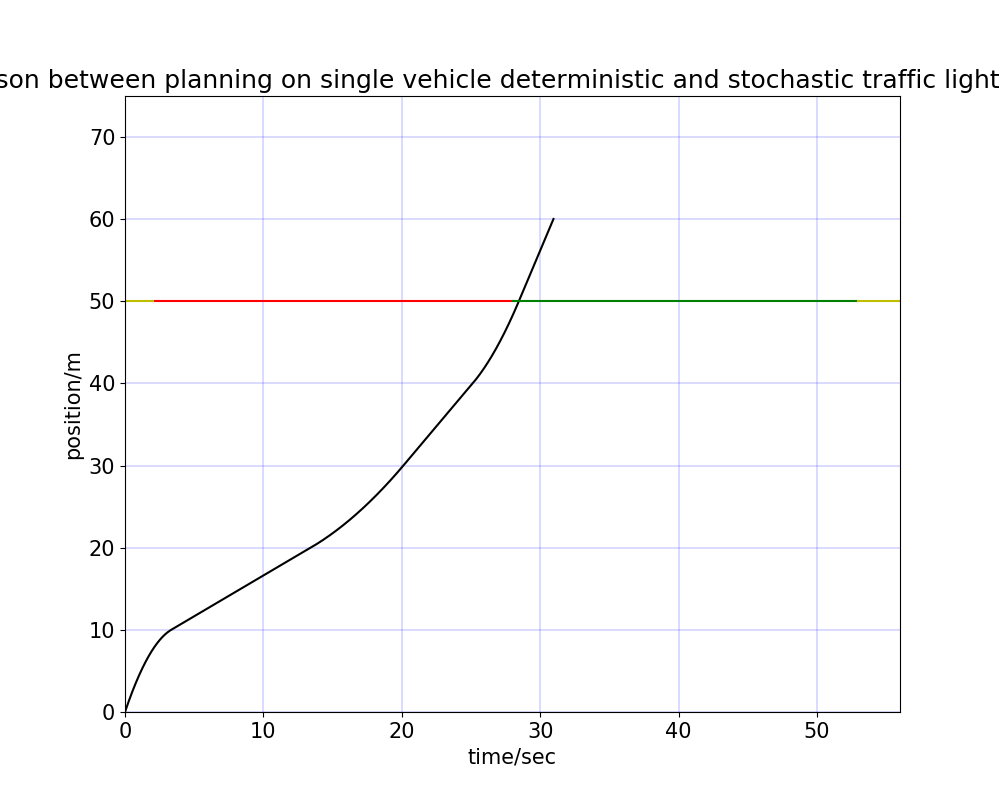 son between planning on single vehicle deterministic and stochastic traffic light
70
60
50
40
30
20
10
0
position/m
0 10 20 30 40 50
time/sec